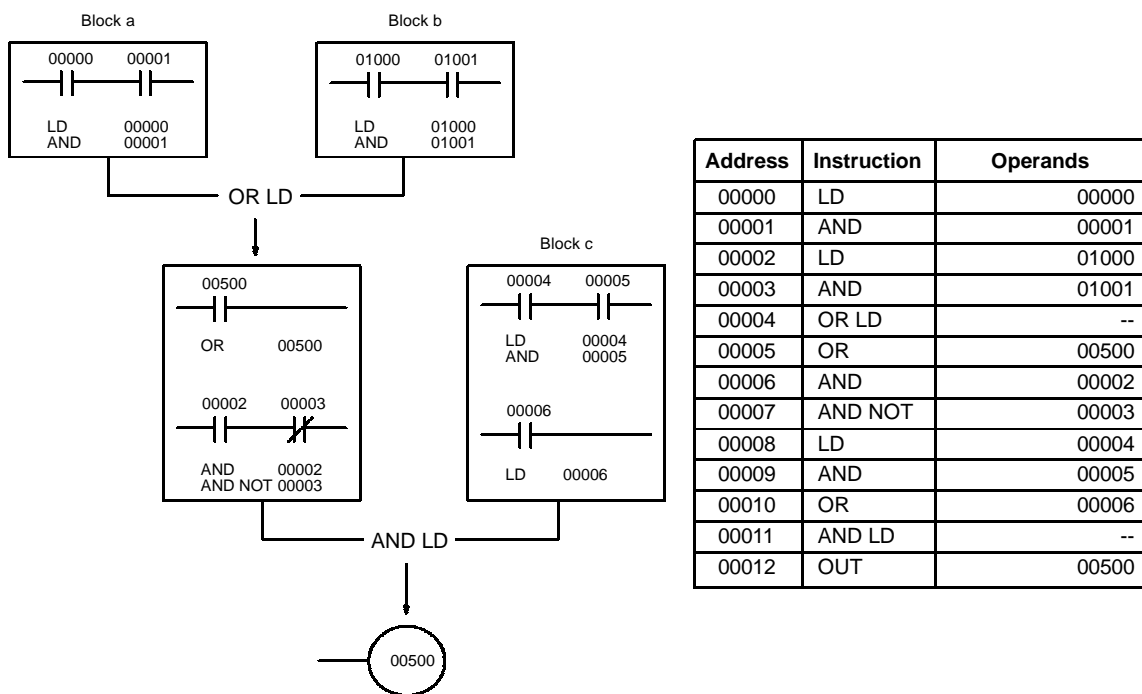 Block a
00000 00001
LD 00000
AND 00001
Block b
01000 01001
LD 01000
AND 01001
OR LD
00500
OR 00500
00002 00003
AND 00002
AND NOT 00003
Block c
00004 00005
LD 00004
AND 00005
00006
LD 00006
AND LD
00500
Address Instruction Operands
00000 LD 00000
00001 AND 00001
00002 LD 01000
00003 AND 01001
00004 OR LD --
00005 OR 00500
00006 AND 00002
00007 AND NOT 00003
00008 LD 00004
00009 AND 00005
00010 OR 00006
00011 AND LD --
00012 OUT 00500